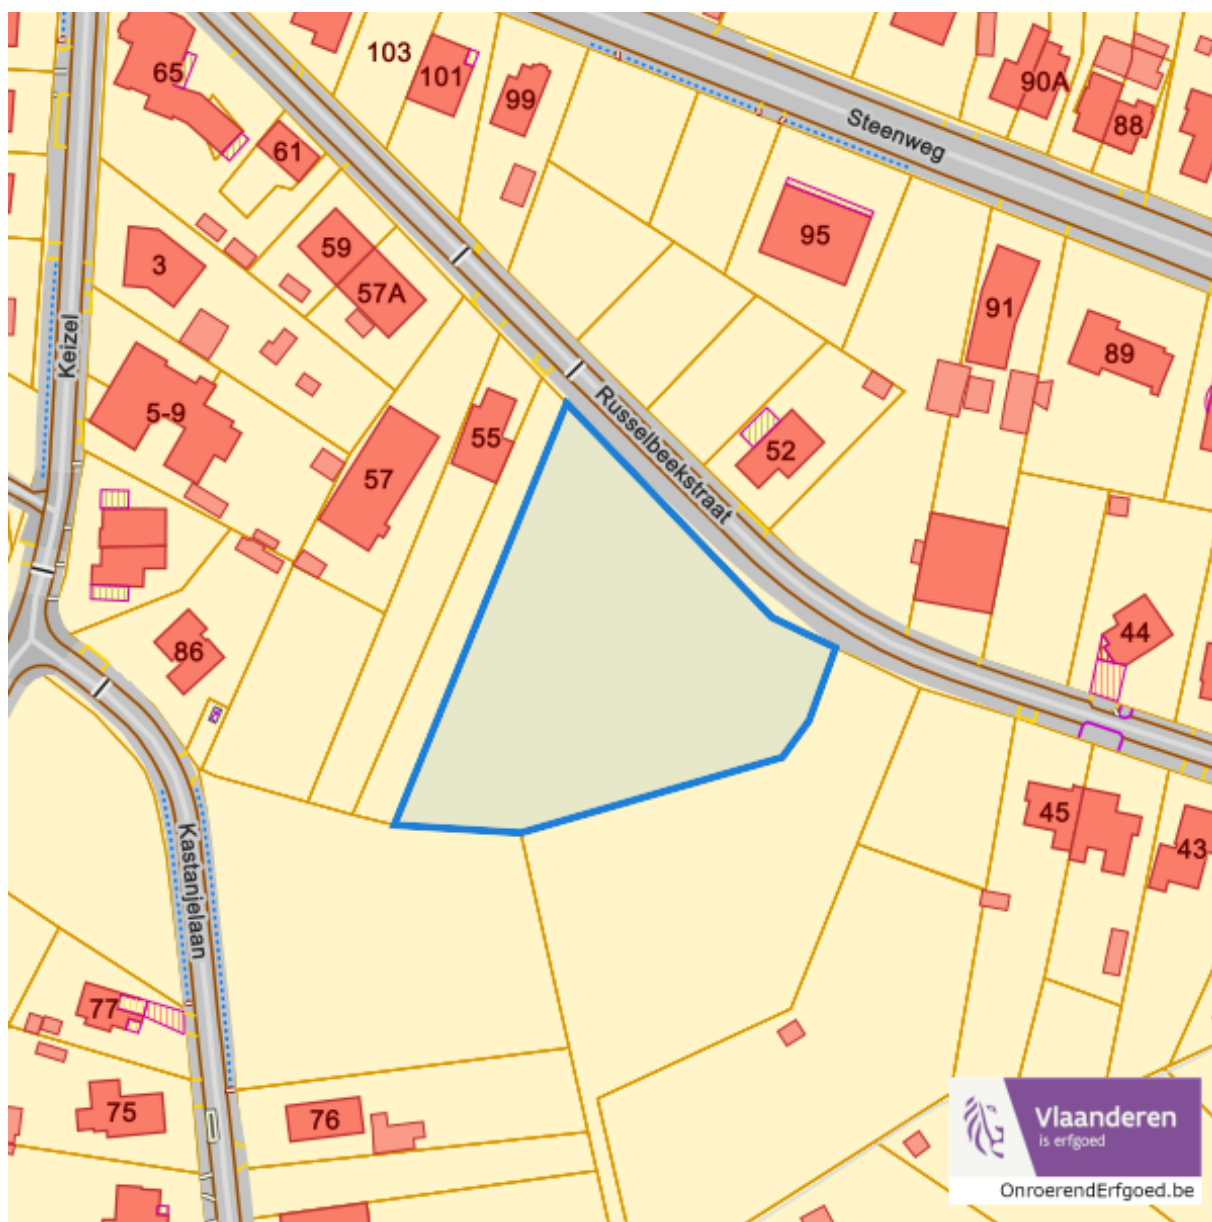 103
101
99
65
61
90A
88
Steenweg
95
59
57A
3
91
89
Keizel
5-9
55
57
52
Russelbeekstraat
86
44
45
43
Kastanjelaan
77
75
76
Vlaanderen
is erfgoed
OnroerendErfgoed.be